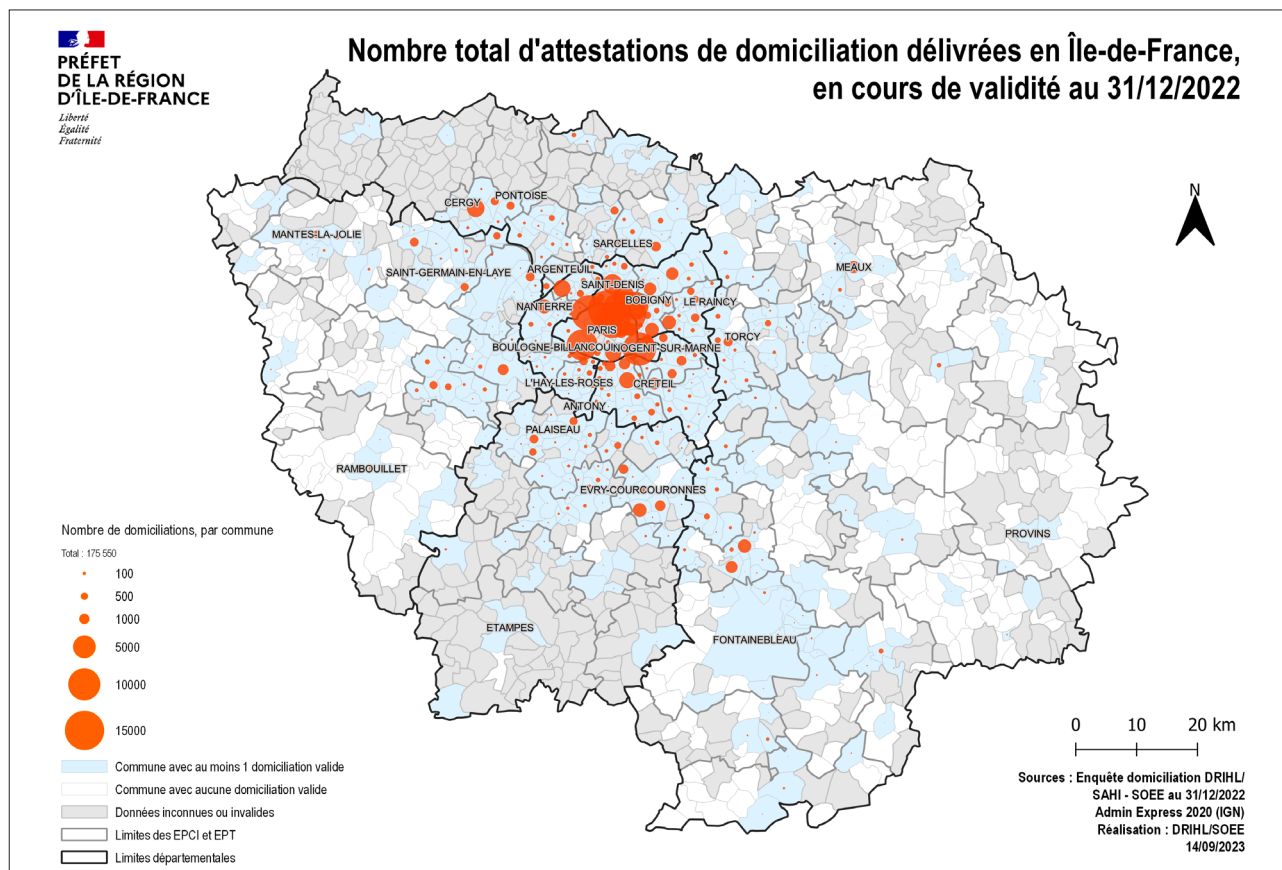 PRÉFET
DE LA RÉGION
D'ÎLE-DE-FRANCE
Liberté
Égalité
Fraternité
Nombre total d'attestations de domiciliation délivrées en Île-de-France,
en cours de validité au 31/12/2022
N
CERGY
PONTOISE
MANTES-LA-JOLIE
SARCELLES
SAINT-GERMAIN-EN-LAYE
ARGENTEUIL
MEAUX
SAINT-DENIS
NANTERRE
BOBIGNY
LE RAINCY
PARIS
TORCY
BOULOGNE-BILLANCOU
NOGENT-SUR-MARNE
L'HAY-LES-ROSES
CRETEIL
ANTONY
PALAISEAU
RAMBOUILLET
EVRY-COURCOURONNES
PROVINS
ETAMPES
FONTAINEBLEAU
Nombre de domiciliations, par commune
Total : 175 550
100
500
1000
5000
10000
15000
Commune avec au moins 1 domiciliation valide
Commune avec aucune domiciliation valide
Données inconnues ou invalides
Limites des EPCI et EPT
Limites départementales
0 10 20 km
Sources : Enquête domiciliation DRIHL/
SAHI - SOEE au 31/12/2022
Admin Express 2020 (IGN)
Réalisation : DRIHL/SOEE
14/09/2023